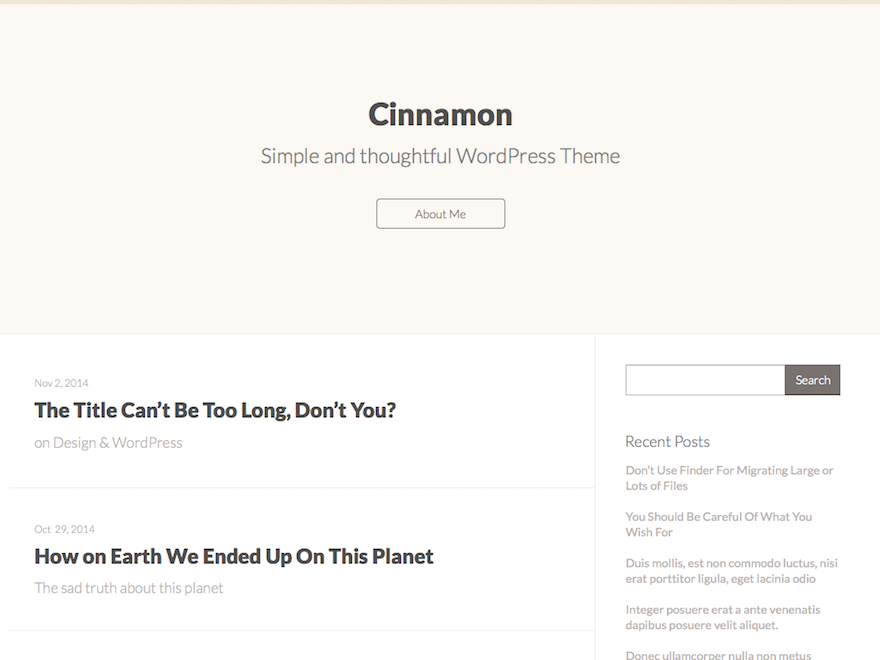 Cinnamon
Simple and thoughtful WordPress Theme
About Me
Nov 2, 2014
The Title Can’t Be Too Long, Don’t You?
on Design & WordPress
Oct 29, 2014
How on Earth We Ended Up On This Planet
The sad truth about this planet
Search
Recent Posts
Don’t Use Finder For Migrating Large or
Lots of Files
You Should Be Careful Of What You
Wish For
Duis mollis, est non commodo luctus, nisi
erat porttitor ligula, eget lacinia odio
Integer posuere erat a ante venenatis
dapibus posuere velit aliquet.
Donec ullamcorper nulla non metus